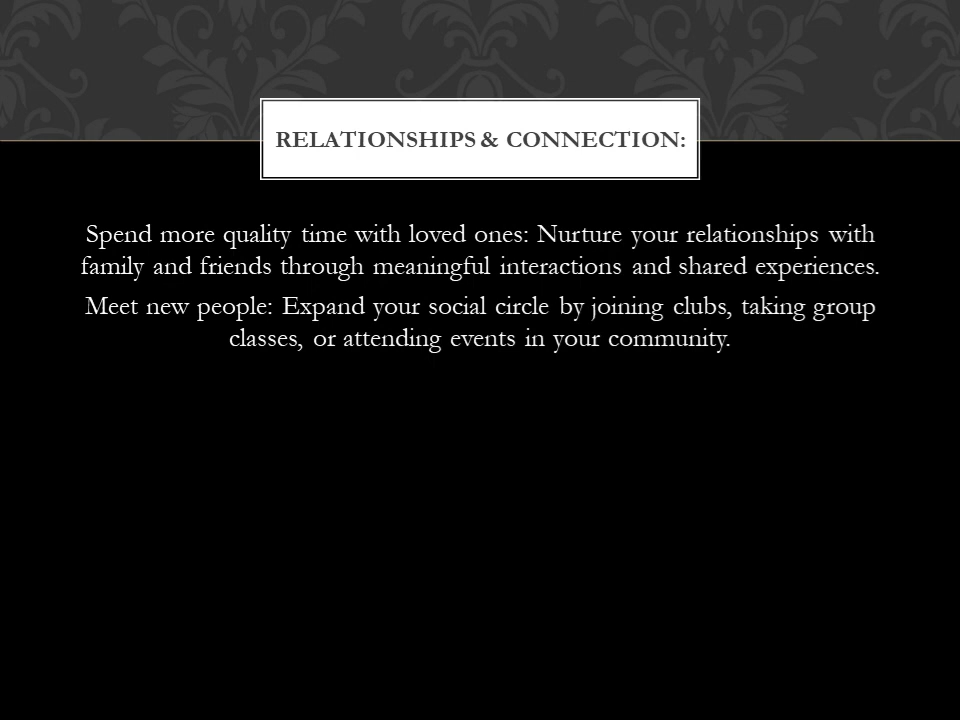 RELATIONSHIPS & CONNECTION:
Spend more quality time with loved ones: Nurture your relationships with
family and friends through meaningful interactions and shared experiences.
Meet new people: Expand your social circle by joining clubs, taking group
classes, or attending events in your community.